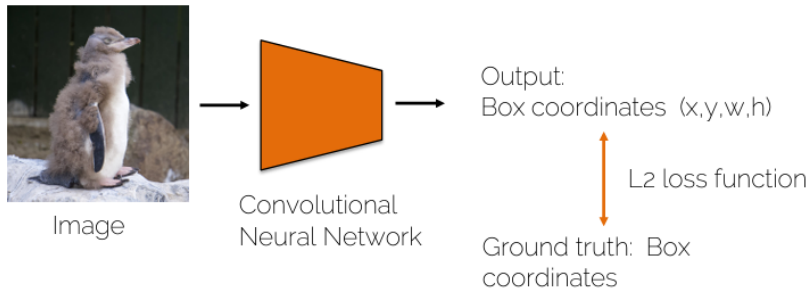 Image
Convolutional
Neural Network
Output:
Box coordinates (x,y,w,h)
L2 loss function
Ground truth: Box
coordinates